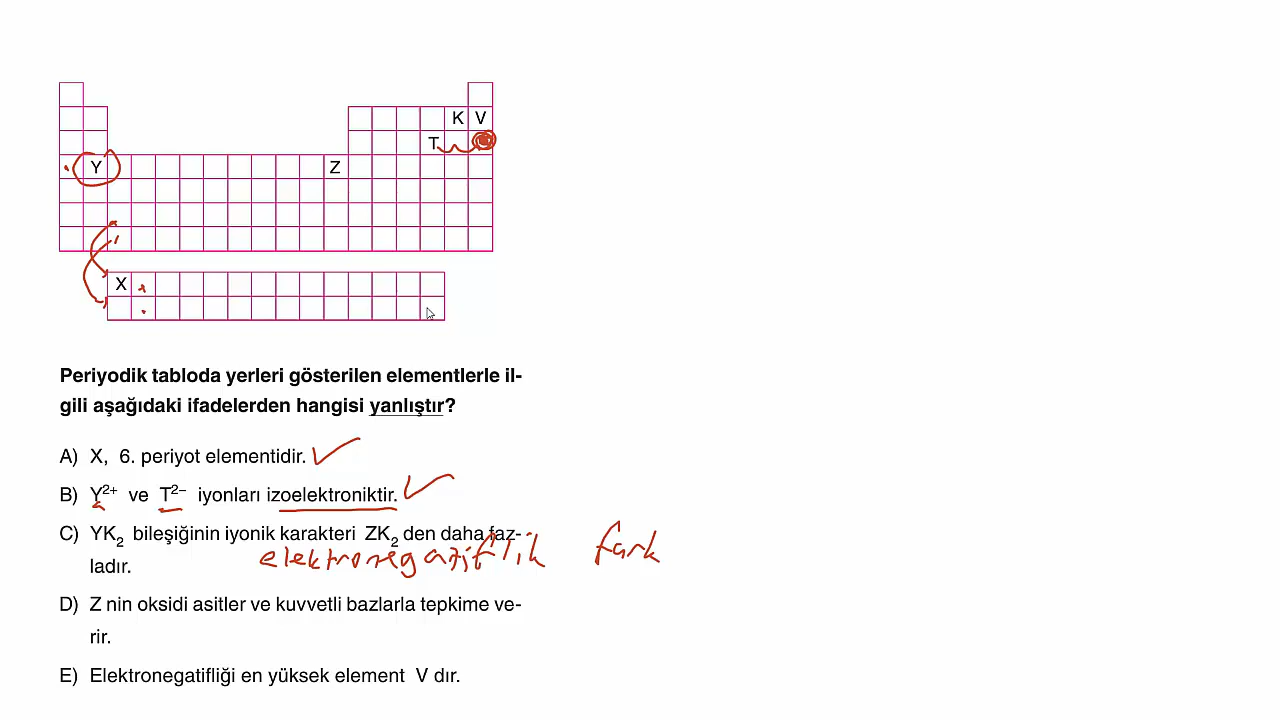 K V
T
Y Z
X
Periyodik tabloda yerleri gösterilen elementlerle il-
gili aşağıdaki ifadelerden hangisi yanlıştır?
A) X, 6. periyot elementidir.
B) Y2+ ve T2– iyonları izoelektroniktir.
C) YK2 bileşiğinin iyonik karakteri ZK2 den daha faz-
ladır.
elektronegatiflik fark
D) Z nin oksidi asitler ve kuvvetli bazlarla tepkime ve-
rir.
E) Elektronegatifliği en yüksek element V dır.